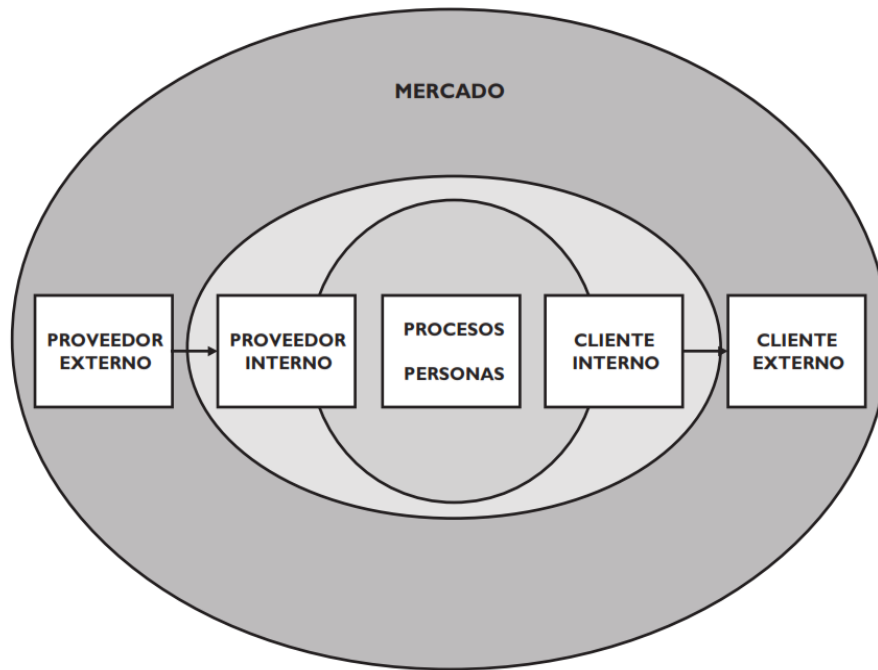 MERCADO
PROVEEDOR
EXTERNO
PROVEEDOR
INTERNO
PROCESOS
PERSONAS
CLIENTE
INTERNO
CLIENTE
EXTERNO